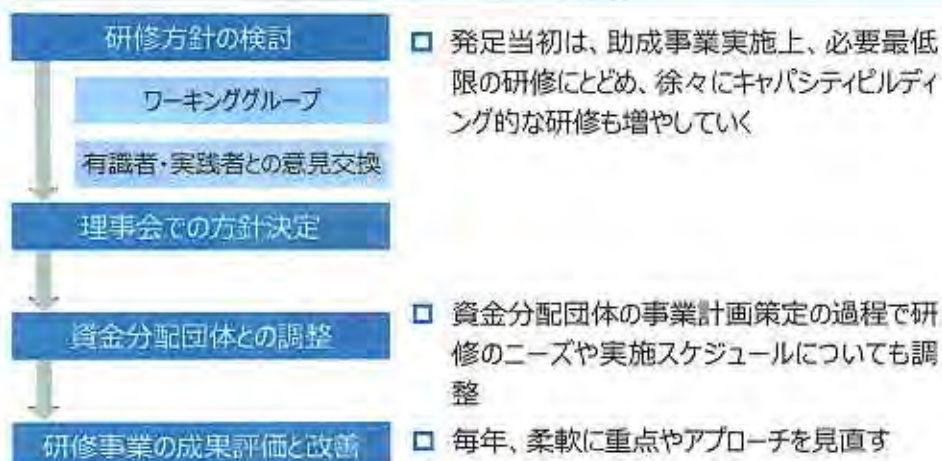 研修方針の検討
□ 発足当初は、助成事業実施上、必要最低
限の研修にとどめ、徐々にキャパシティビルディ
ング的な研修も増やしていく
ワーキンググループ
有識者・実践者との意見交換
理事会での方針決定
資金分配団体との調整
□ 資金分配団体の事業計画策定の過程で研
修のニーズや実施スケジュールについても調
整
研修事業の成果評価と改善
□ 毎年、柔軟に重点やアプローチを見直す